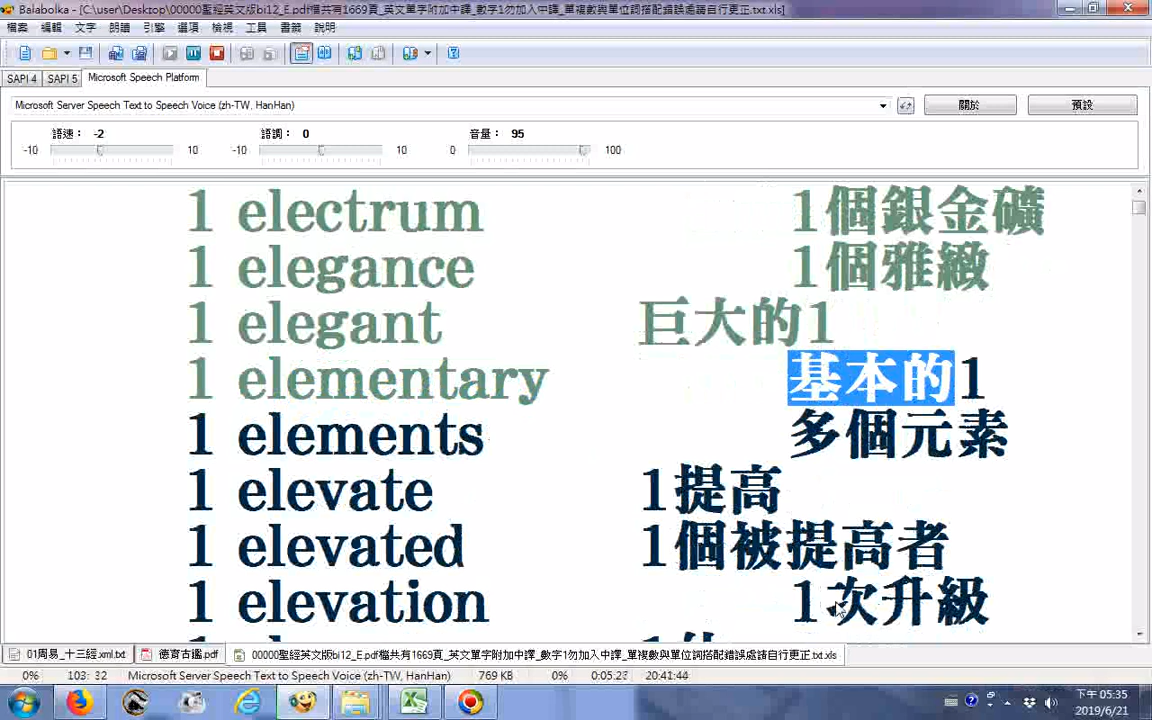 Balabolka - [C:\user\Desktop\00000聖經英文版bi12_E.pdf檔共有1669頁_英文單字附加中譯_數字1勿加入中譯_單複數與單位詞搭配錯誤處請自行更正.txt.xls]
檔案 編輯 文字 朗讀 引擎 選項 檢視 工具 書籤 說明
SAPI 4 SAPI 5 Microsoft Speech Platform
Microsoft Server Speech Text to Speech Voice (zh-TW, HanHan) 關於 預設
語速： -2 語調： 0 音量： 95
-10 10 -10 10 0 100
1 electrum 1個銀金礦
1 elegance 1個雅緻
1 elegant 巨大的1
1 elementary 基本的1
1 elements 多個元素
1 elevate 1提高
1 elevated 1個被提高者
1 elevation 1次升級
01周易_十三經.xml.txt 德育古鑑.pdf 00000聖經英文版bi12_E.pdf檔共有1669頁_英文單字附加中譯_數字1勿加入中譯_單複數與單位詞搭配錯誤處請自行更正.txt.xls
0% 103: 32 Microsoft Server Speech Text to Speech Voice (zh-TW, HanHan) 769 KB 0% 0:05:23 20:41:44
下午 05:35
2019/6/21